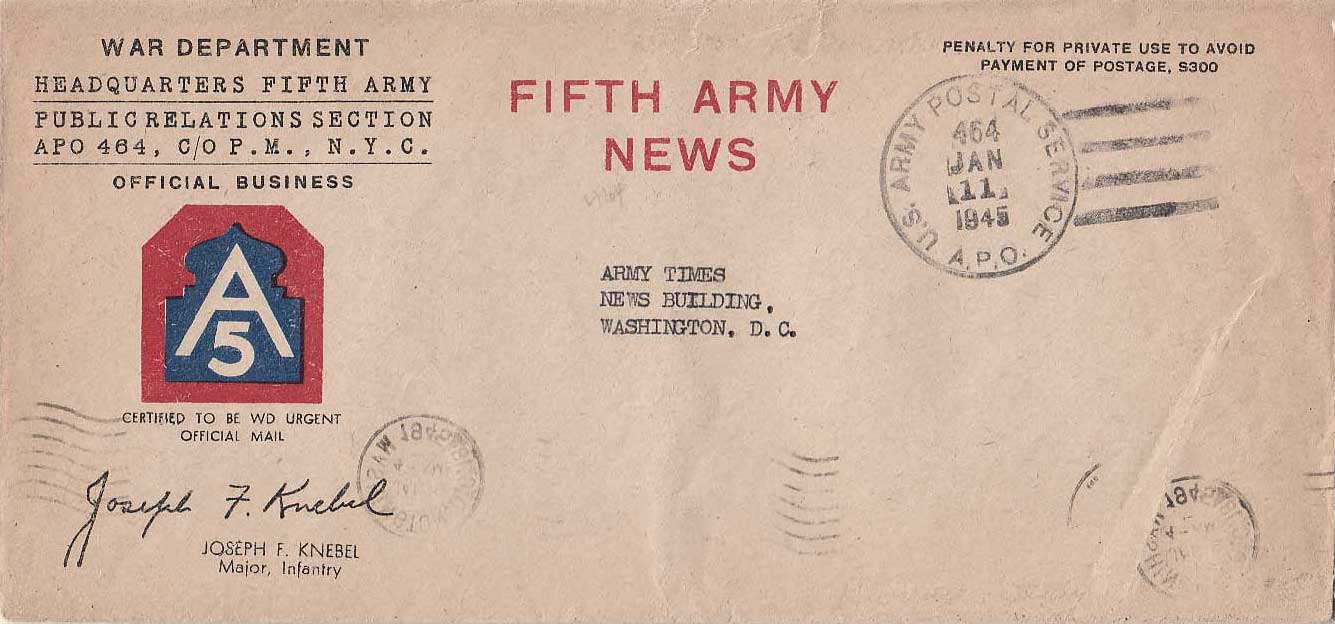 WAR DEPARTMENT
HEADQUARTERS FIFTH ARMY
PUBLIC RELATIONS SECTION
APO 464, C/O P.M., N.Y.C.
OFFICIAL BUSINESS
A
5
CERTIFIED TO BE WD URGENT
OFFICIAL MAIL
Joseph F. Knebel
JOSEPH F. KNEBEL
Major, Infantry
FIFTH ARMY
NEWS
PENALTY FOR PRIVATE USE TO AVOID
PAYMENT OF POSTAGE, $300
U.S. ARMY POSTAL SERVICE
464
JAN
11
1945
A.P.O.
ARMY TIMES
NEWS BUILDING,
WASHINGTON, D.C.